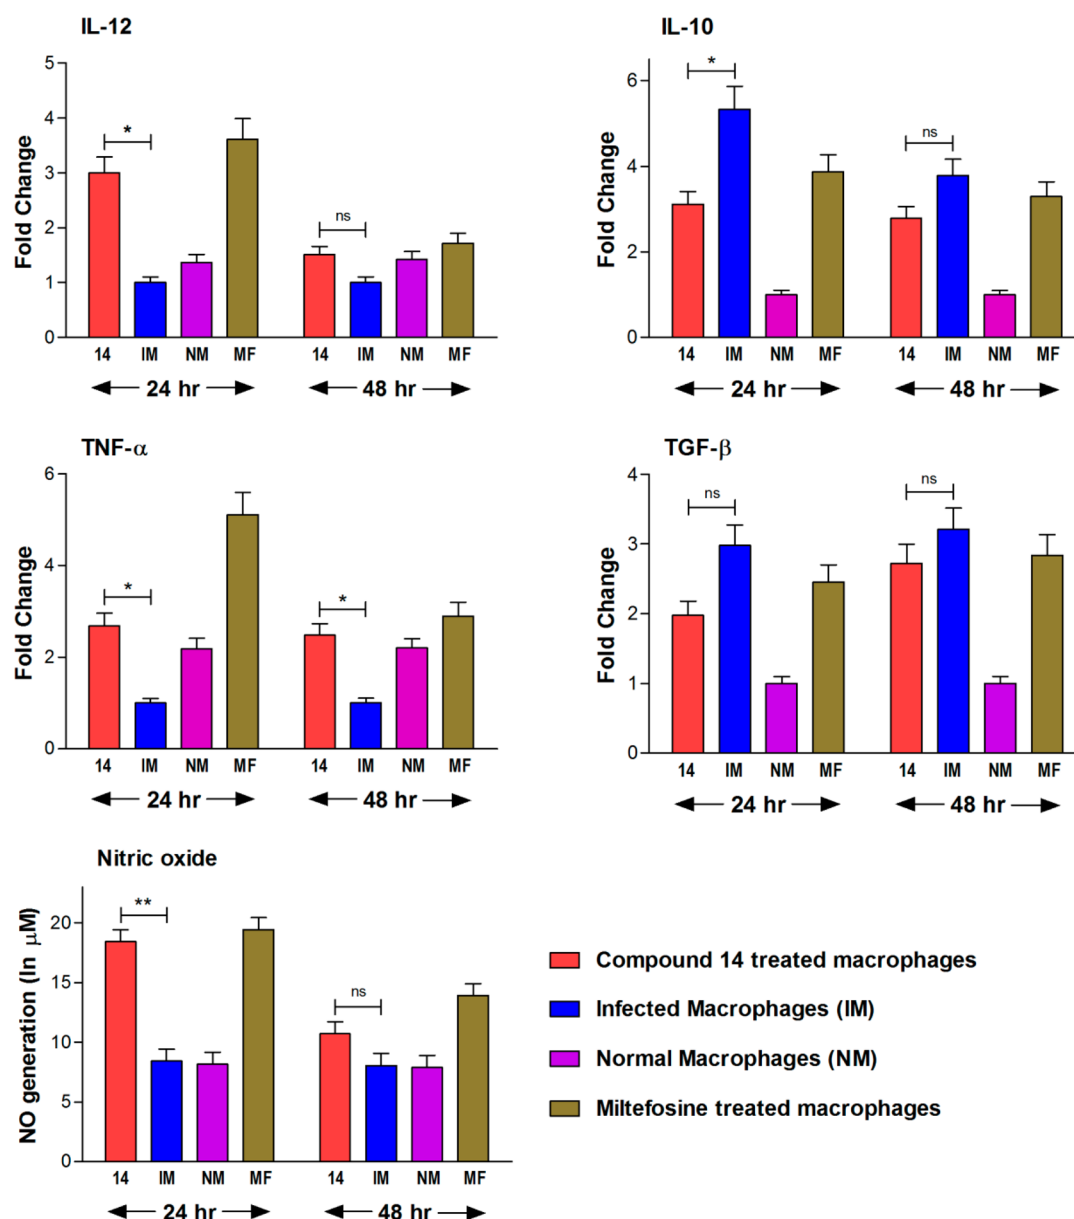 IL-12
Fold Change
5
4
3
2
1
0
*
ns
14 IM NM MF 14 IM NM MF
24 hr 48 hr
IL-10
Fold Change
6
4
2
0
*
ns
14 IM NM MF 14 IM NM MF
24 hr 48 hr
TNF-α
Fold Change
6
4
2
0
*
*
14 IM NM MF 14 IM NM MF
24 hr 48 hr
TGF-β
Fold Change
4
3
2
1
0
ns
ns
14 IM NM MF 14 IM NM MF
24 hr 48 hr
Nitric oxide
NO generation (In μM)
20
15
10
5
0
**
ns
14 IM NM MF 14 IM NM MF
24 hr 48 hr
Compound 14 treated macrophages
Infected Macrophages (IM)
Normal Macrophages (NM)
Miltefosine treated macrophages